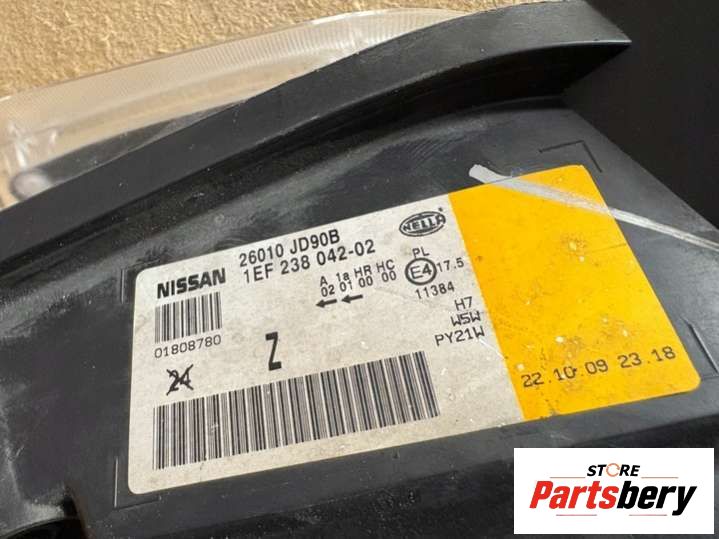 NISSAN
26010 JD90B
1EF 238 042-02
HELLA
A 1a HR HC
02 01 00 00
PL
E4 17.5
11384
H7
W5W
PY21W
01808780
24
Z
22.10.09 23.18
STORE
Partsbery